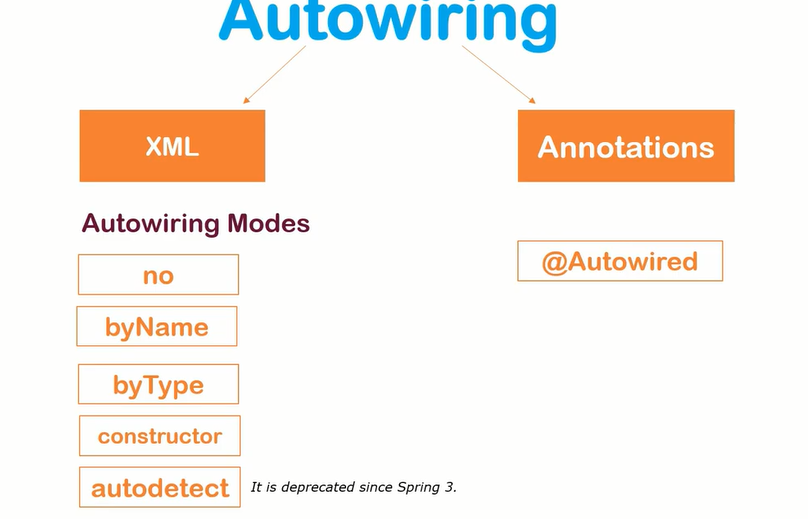 Autowiring
XML
Annotations
Autowiring Modes
no
@Autowired
byName
byType
constructor
autodetect
It is deprecated since Spring 3.